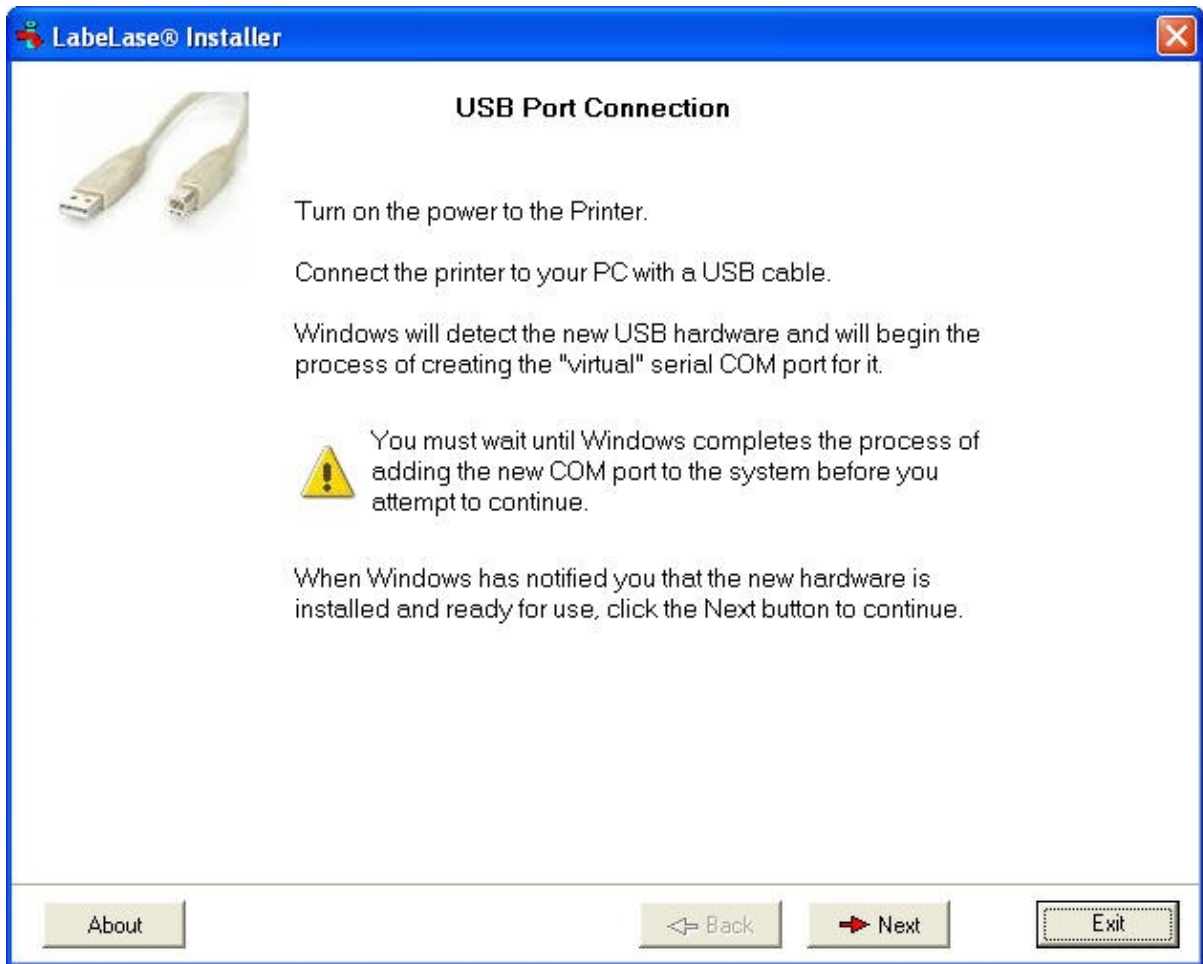 LabeLase® Installer
USB Port Connection
Turn on the power to the Printer.
Connect the printer to your PC with a USB cable.
Windows will detect the new USB hardware and will begin the
process of creating the "virtual" serial COM port for it.
You must wait until Windows completes the process of
adding the new COM port to the system before you
attempt to continue.
When Windows has notified you that the new hardware is
installed and ready for use, click the Next button to continue.
About
Back
Next
Exit